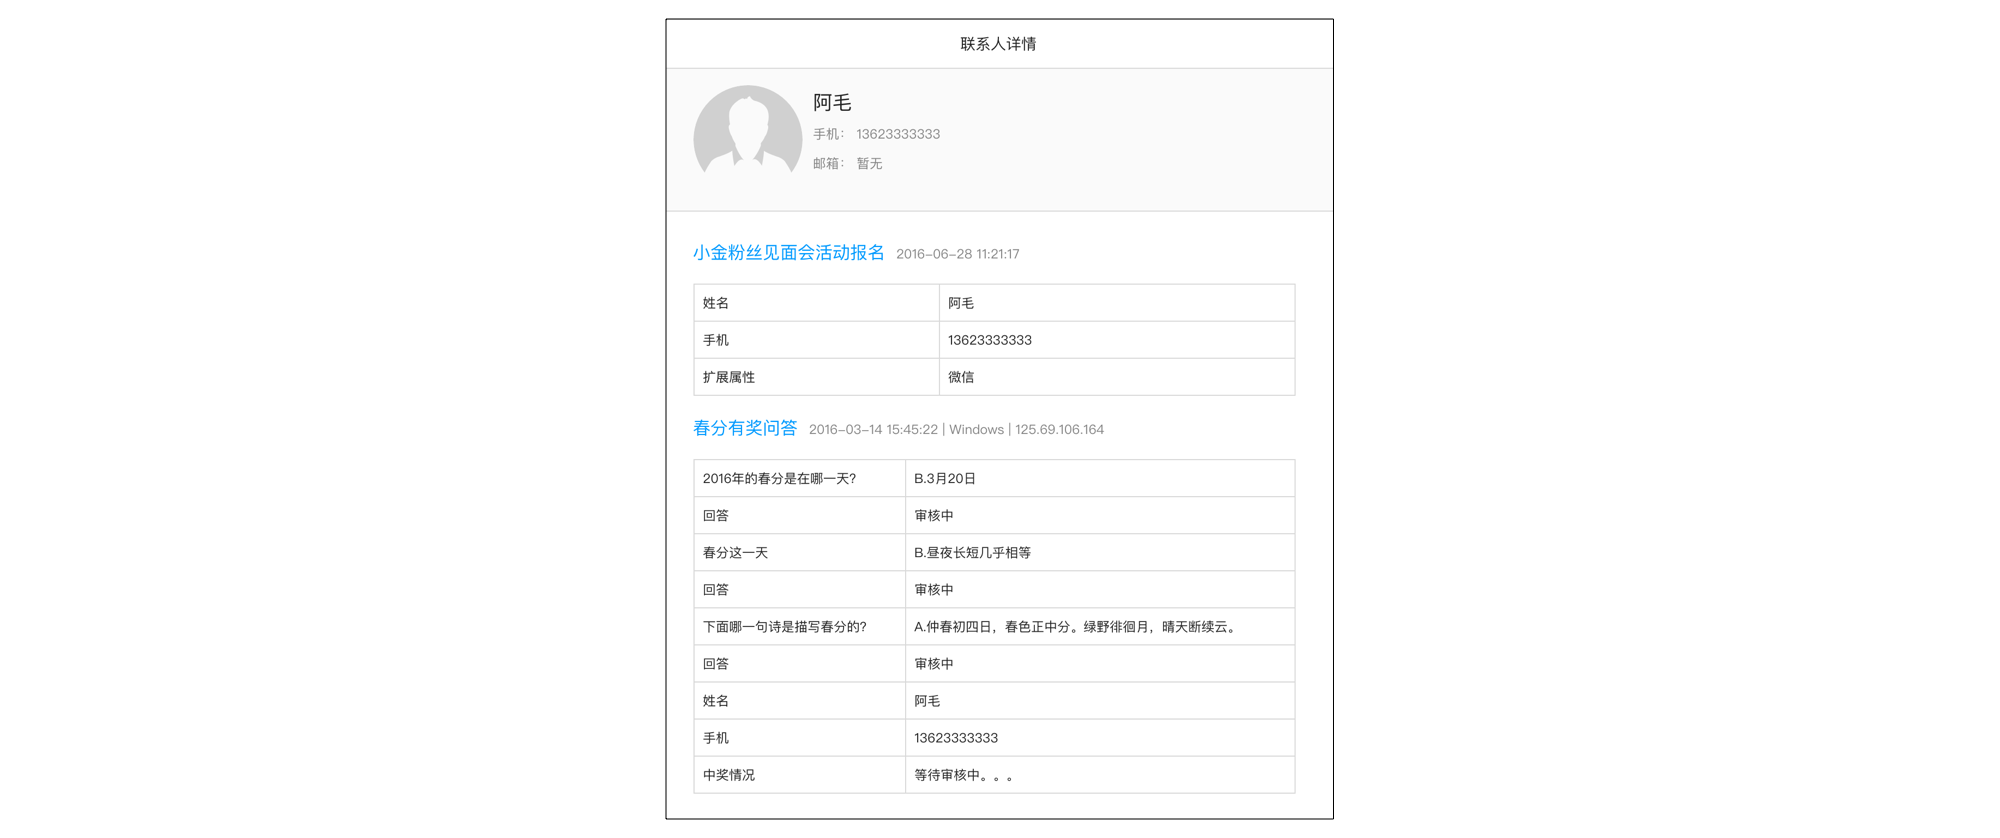 联系人详情
阿毛
手机： 13623333333
邮箱： 暂无
小金粉丝见面会活动报名 2016-06-28 11:21:17
姓名 阿毛
手机 13623333333
扩展属性 微信
春分有奖问答 2016-03-14 15:45:22 | Windows | 125.69.106.164
2016年的春分是在哪一天? B.3月20日
回答 审核中
春分这一天 B.昼夜长短几乎相等
回答 审核中
下面哪一句诗是描写春分的? A.仲春初四日，春色正中分。绿野徘徊月，晴天断续云。
回答 审核中
姓名 阿毛
手机 13623333333
中奖情况 等待审核中。。。